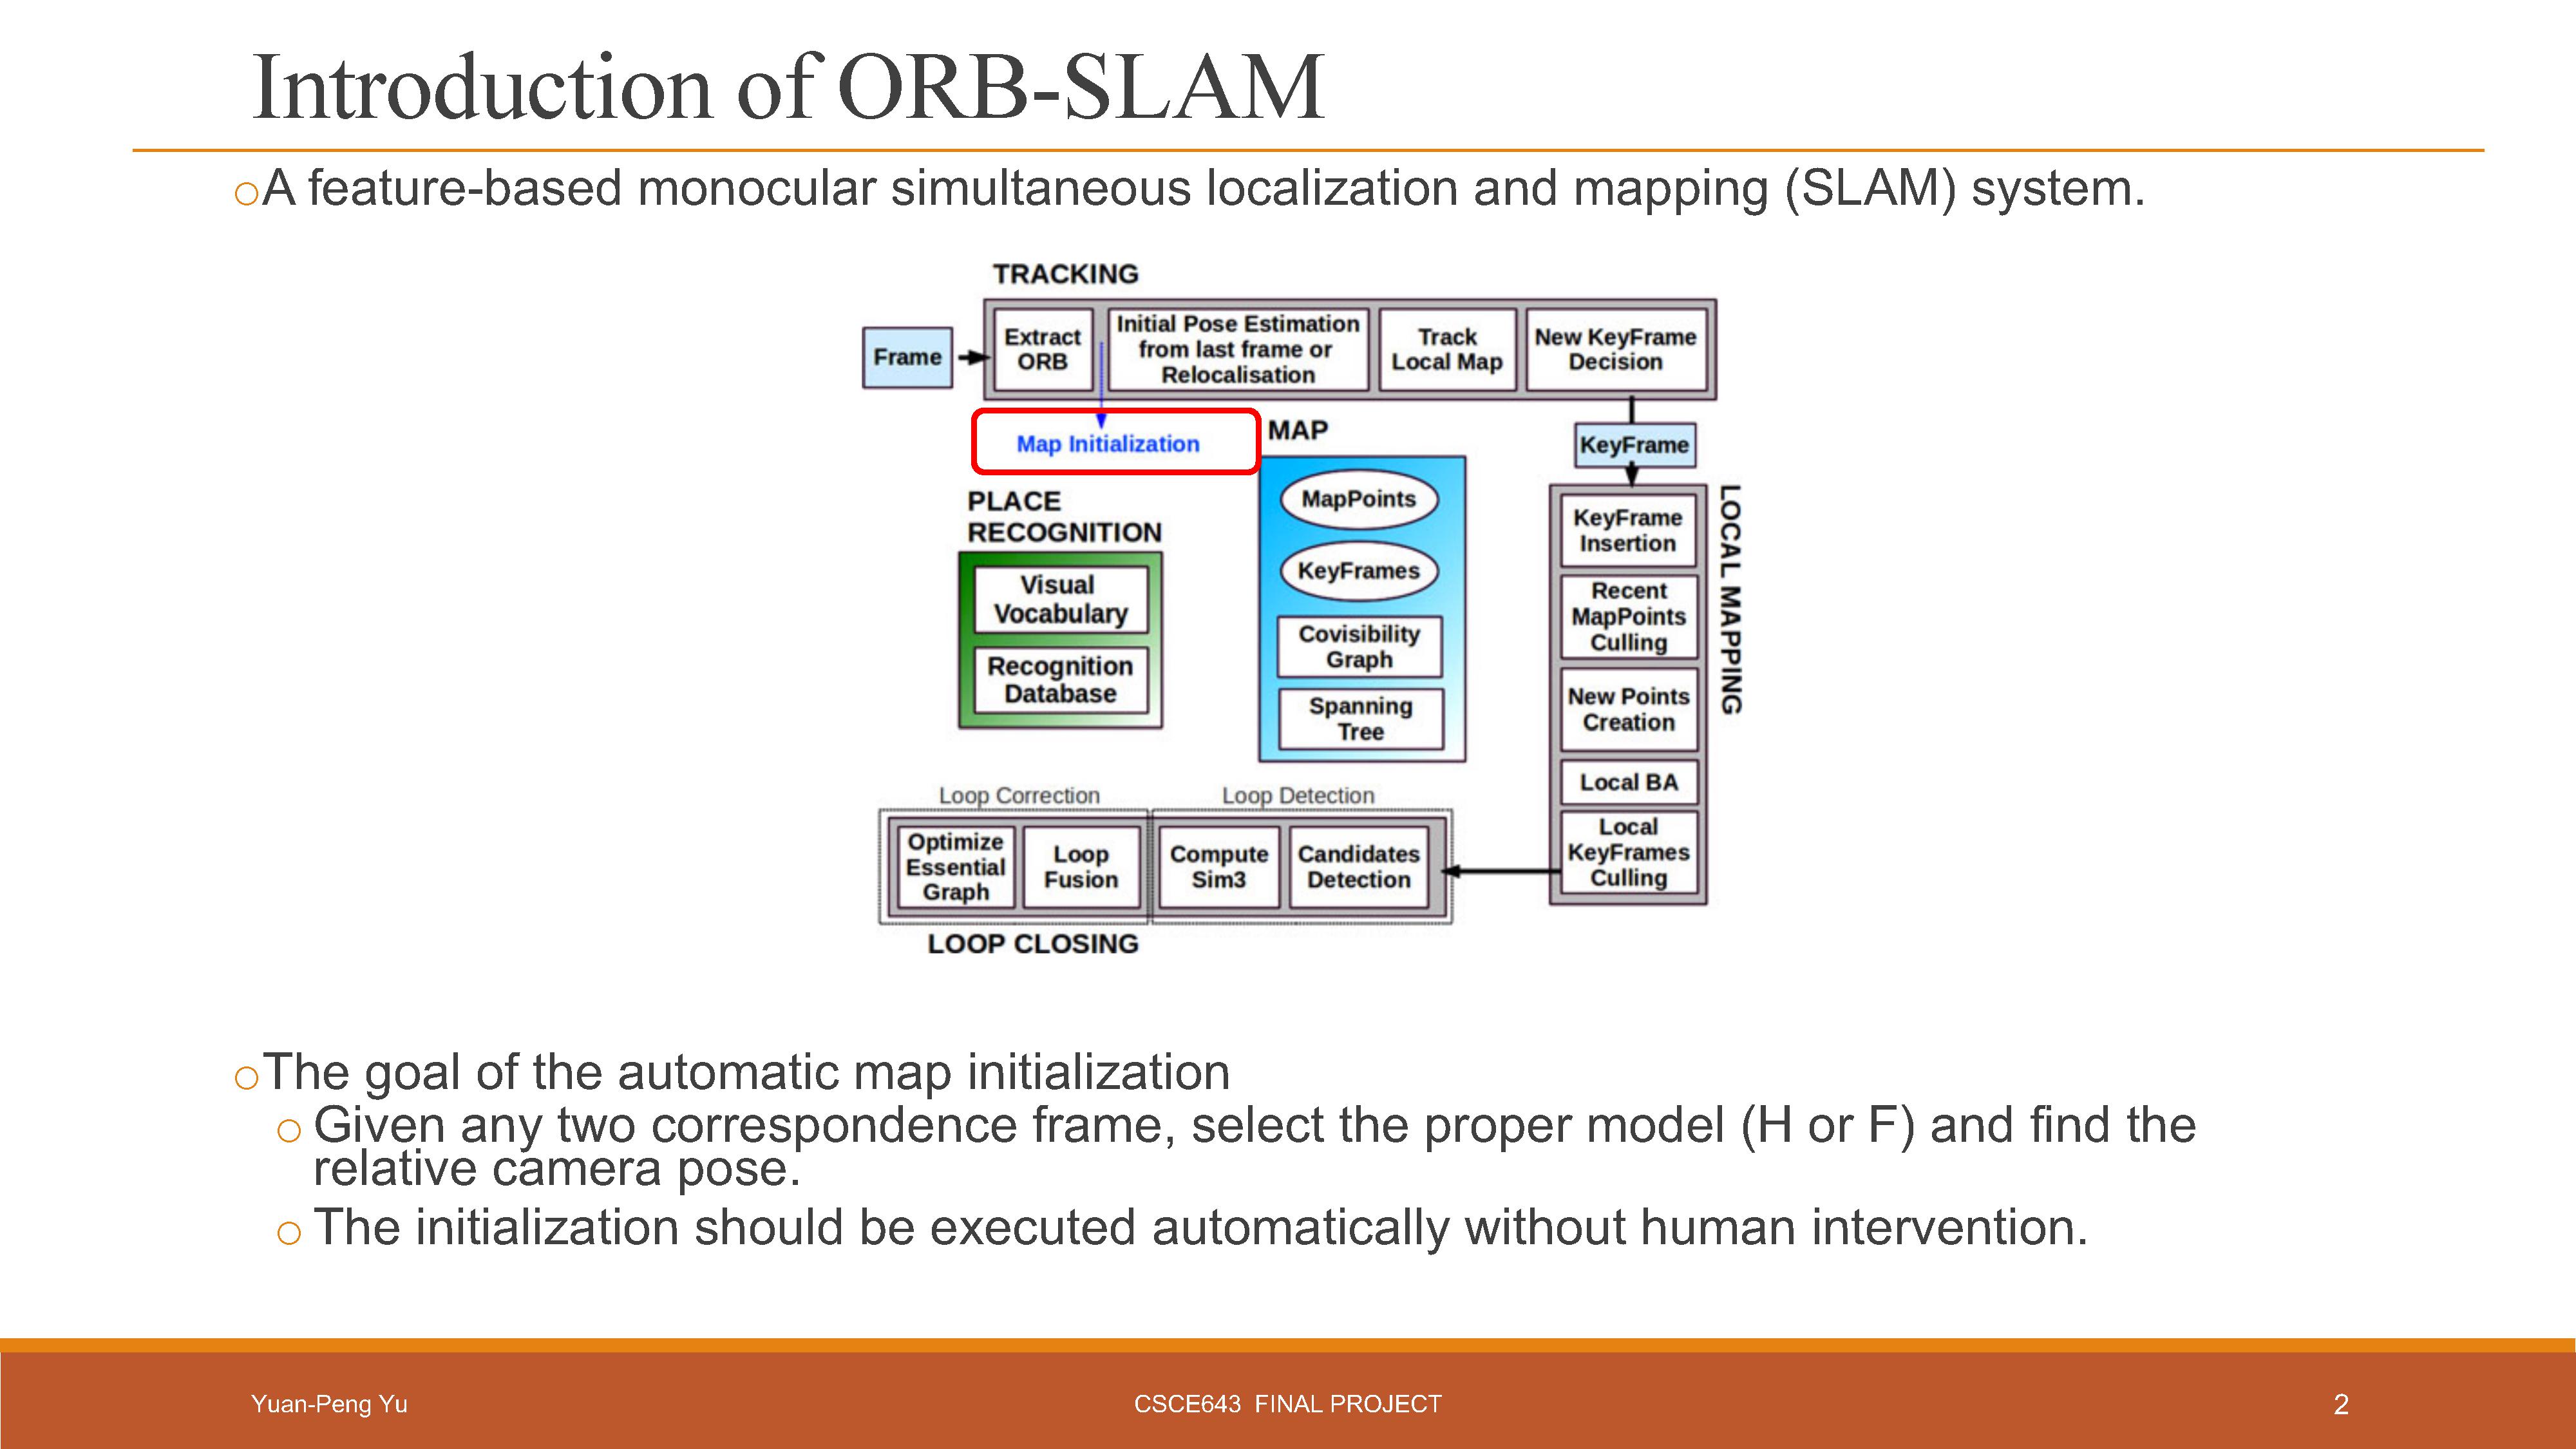 Introduction of ORB-SLAM
oA feature-based monocular simultaneous localization and mapping (SLAM) system.
TRACKING
Frame
Extract
ORB
Initial Pose Estimation
from last frame or
Relocalisation
Track
Local Map
New KeyFrame
Decision
Map Initialization
MAP
KeyFrame
PLACE
RECOGNITION
Visual
Vocabulary
Recognition
Database
MapPoints
KeyFrames
Covisibility
Graph
Spanning
Tree
LOCAL MAPPING
KeyFrame
Insertion
Recent
MapPoints
Culling
New Points
Creation
Local BA
Local
KeyFrames
Culling
Loop Correction
Loop Detection
Optimize
Essential
Graph
Loop
Fusion
Compute
Sim3
Candidates
Detection
LOOP CLOSING
oThe goal of the automatic map initialization
o Given any two correspondence frame, select the proper model (H or F) and find the
relative camera pose.
o The initialization should be executed automatically without human intervention.
Yuan-Peng Yu
CSCE643 FINAL PROJECT
2